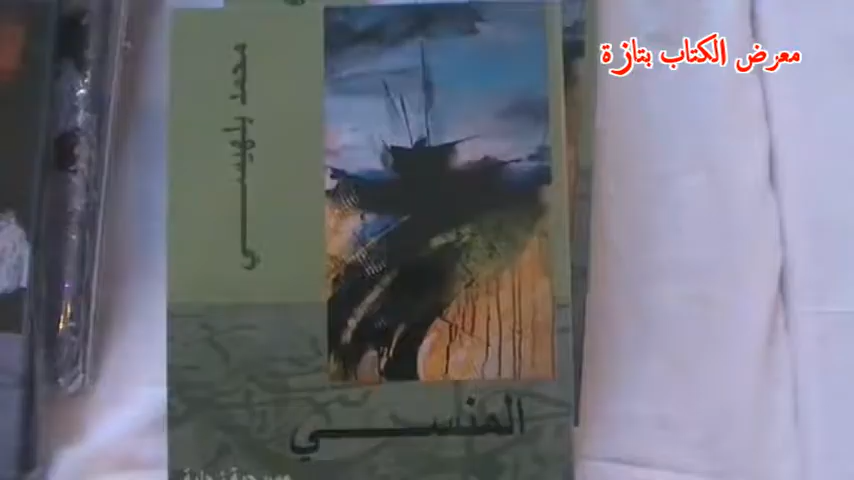 معرض الكتاب بتازة
محمد بلهيسي
المنسي